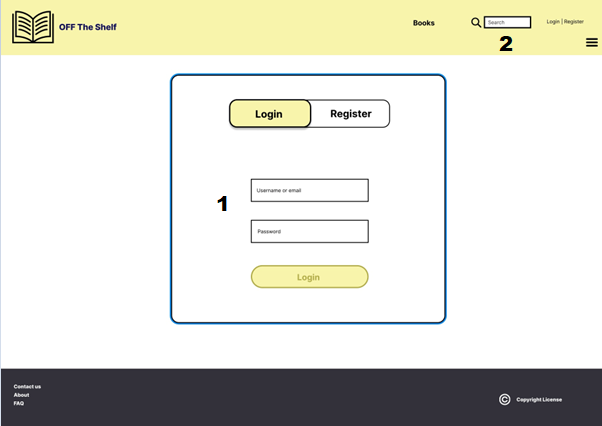 OFF The Shelf
Books
Search
Login | Register
2
Login
Register
1
Username or email
Password
Login
Contact us
About
FAQ
© Copyright License